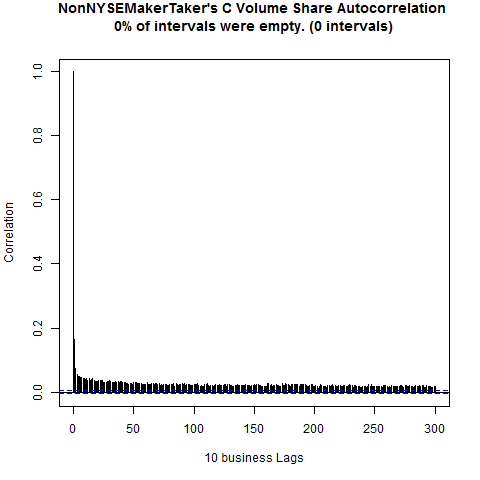 NonNYSEMakerTaker's C Volume Share Autocorrelation
0% of intervals were empty. (0 intervals)
1.0
0.8
0.6
0.4
0.2
0.0
Correlation
0 50 100 150 200 250 300
10 business Lags